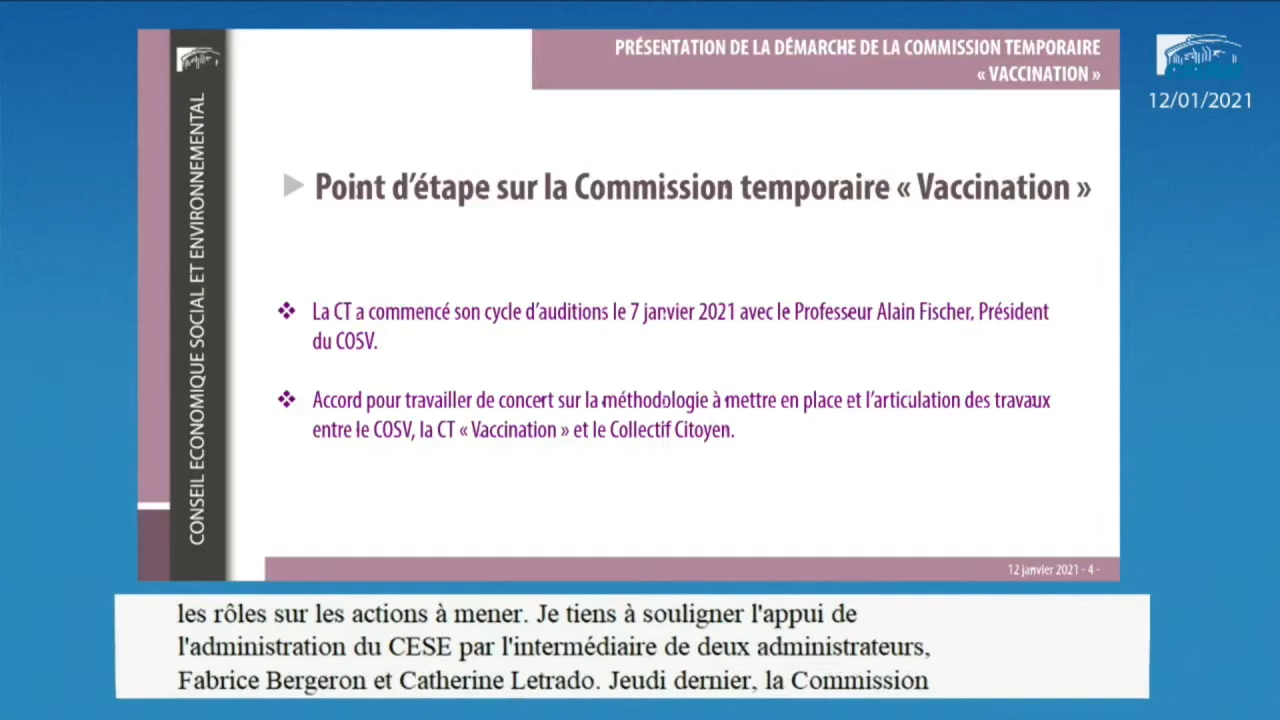 PRÉSENTATION DE LA DÉMARCHE DE LA COMMISSION TEMPORAIRE
« VACCINATION »
12/01/2021
CONSEIL ECONOMIQUE SOCIAL ET ENVIRONNEMENTAL
Point d'étape sur la Commission temporaire « Vaccination »
La CT a commencé son cycle d'auditions le 7 janvier 2021 avec le Professeur Alain Fischer, Président
du COSV.
Accord pour travailler de concert sur la méthodologie à mettre en place et l'articulation des travaux
entre le COSV, la CT « Vaccination » et le Collectif Citoyen.
12 janvier 2021 - 4 -
les rôles sur les actions à mener. Je tiens à souligner l'appui de
l'administration du CESE par l'intermédiaire de deux administrateurs,
Fabrice Bergeron et Catherine Letrado. Jeudi dernier, la Commission